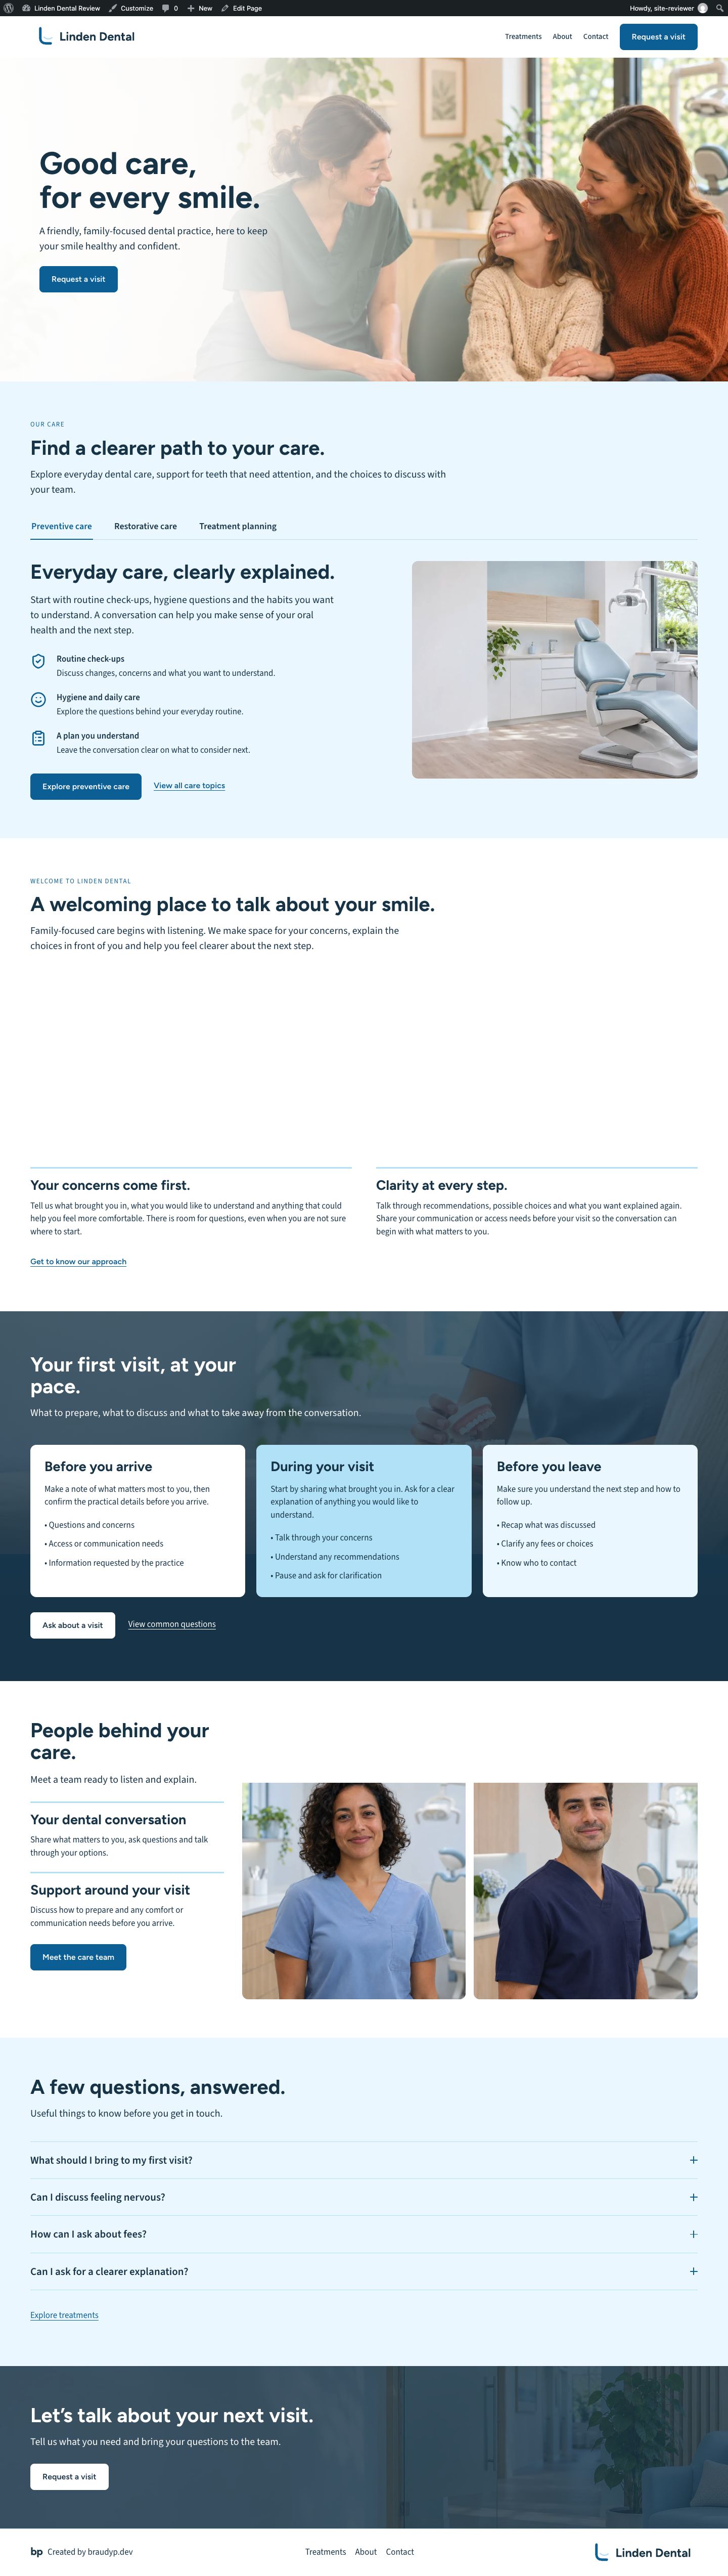 Linden Dental Review Customize 0 New Edit Page Howdy, site-reviewer
Linden Dental Treatments About Contact Request a visit
Good care,
for every smile.
A friendly, family-focused dental practice, here to keep
your smile healthy and confident.
Request a visit
OUR CARE
Find a clearer path to your care.
Explore everyday dental care, support for teeth that need attention, and the choices to discuss with
your team.
Preventive care Restorative care Treatment planning
Everyday care, clearly explained.
Start with routine check-ups, hygiene questions and the habits you want
to understand. A conversation can help you make sense of your oral
health and the next step.
Routine check-ups
Discuss changes, concerns and what you want to understand.
Hygiene and daily care
Explore the questions behind your everyday routine.
A plan you understand
Leave the conversation clear on what to consider next.
Explore preventive care View all care topics
WELCOME TO LINDEN DENTAL
A welcoming place to talk about your smile.
Family-focused care begins with listening. We make space for your concerns, explain the
choices in front of you and help you feel clearer about the next step.
Your concerns come first.
Tell us what brought you in, what you would like to understand and anything that could
help you feel more comfortable. There is room for questions, even when you are not sure
where to start.
Get to know our approach
Clarity at every step.
Talk through recommendations, possible choices and what you want explained again.
Share your communication or access needs before your visit so the conversation can
begin with what matters to you.
Your first visit, at your
pace.
What to prepare, what to discuss and what to take away from the conversation.
Before you arrive
Make a note of what matters most to you, then
confirm the practical details before you arrive.
• Questions and concerns
• Access or communication needs
• Information requested by the practice
During your visit
Start by sharing what brought you in. Ask for a clear
explanation of anything you would like to
understand.
• Talk through your concerns
• Understand any recommendations
• Pause and ask for clarification
Before you leave
Make sure you understand the next step and how to
follow up.
• Recap what was discussed
• Clarify any fees or choices
• Know who to contact
Ask about a visit View common questions
People behind your
care.
Meet a team ready to listen and explain.
Your dental conversation
Share what matters to you, ask questions and talk
through your options.
Support around your visit
Discuss how to prepare and any comfort or
communication needs before you arrive.
Meet the care team
A few questions, answered.
Useful things to know before you get in touch.
What should I bring to my first visit? +
Can I discuss feeling nervous? +
How can I ask about fees? +
Can I ask for a clearer explanation? +
Explore treatments
Let’s talk about your next visit.
Tell us what you need and bring your questions to the team.
Request a visit
bp Created by braudyp.dev Treatments About Contact Linden Dental